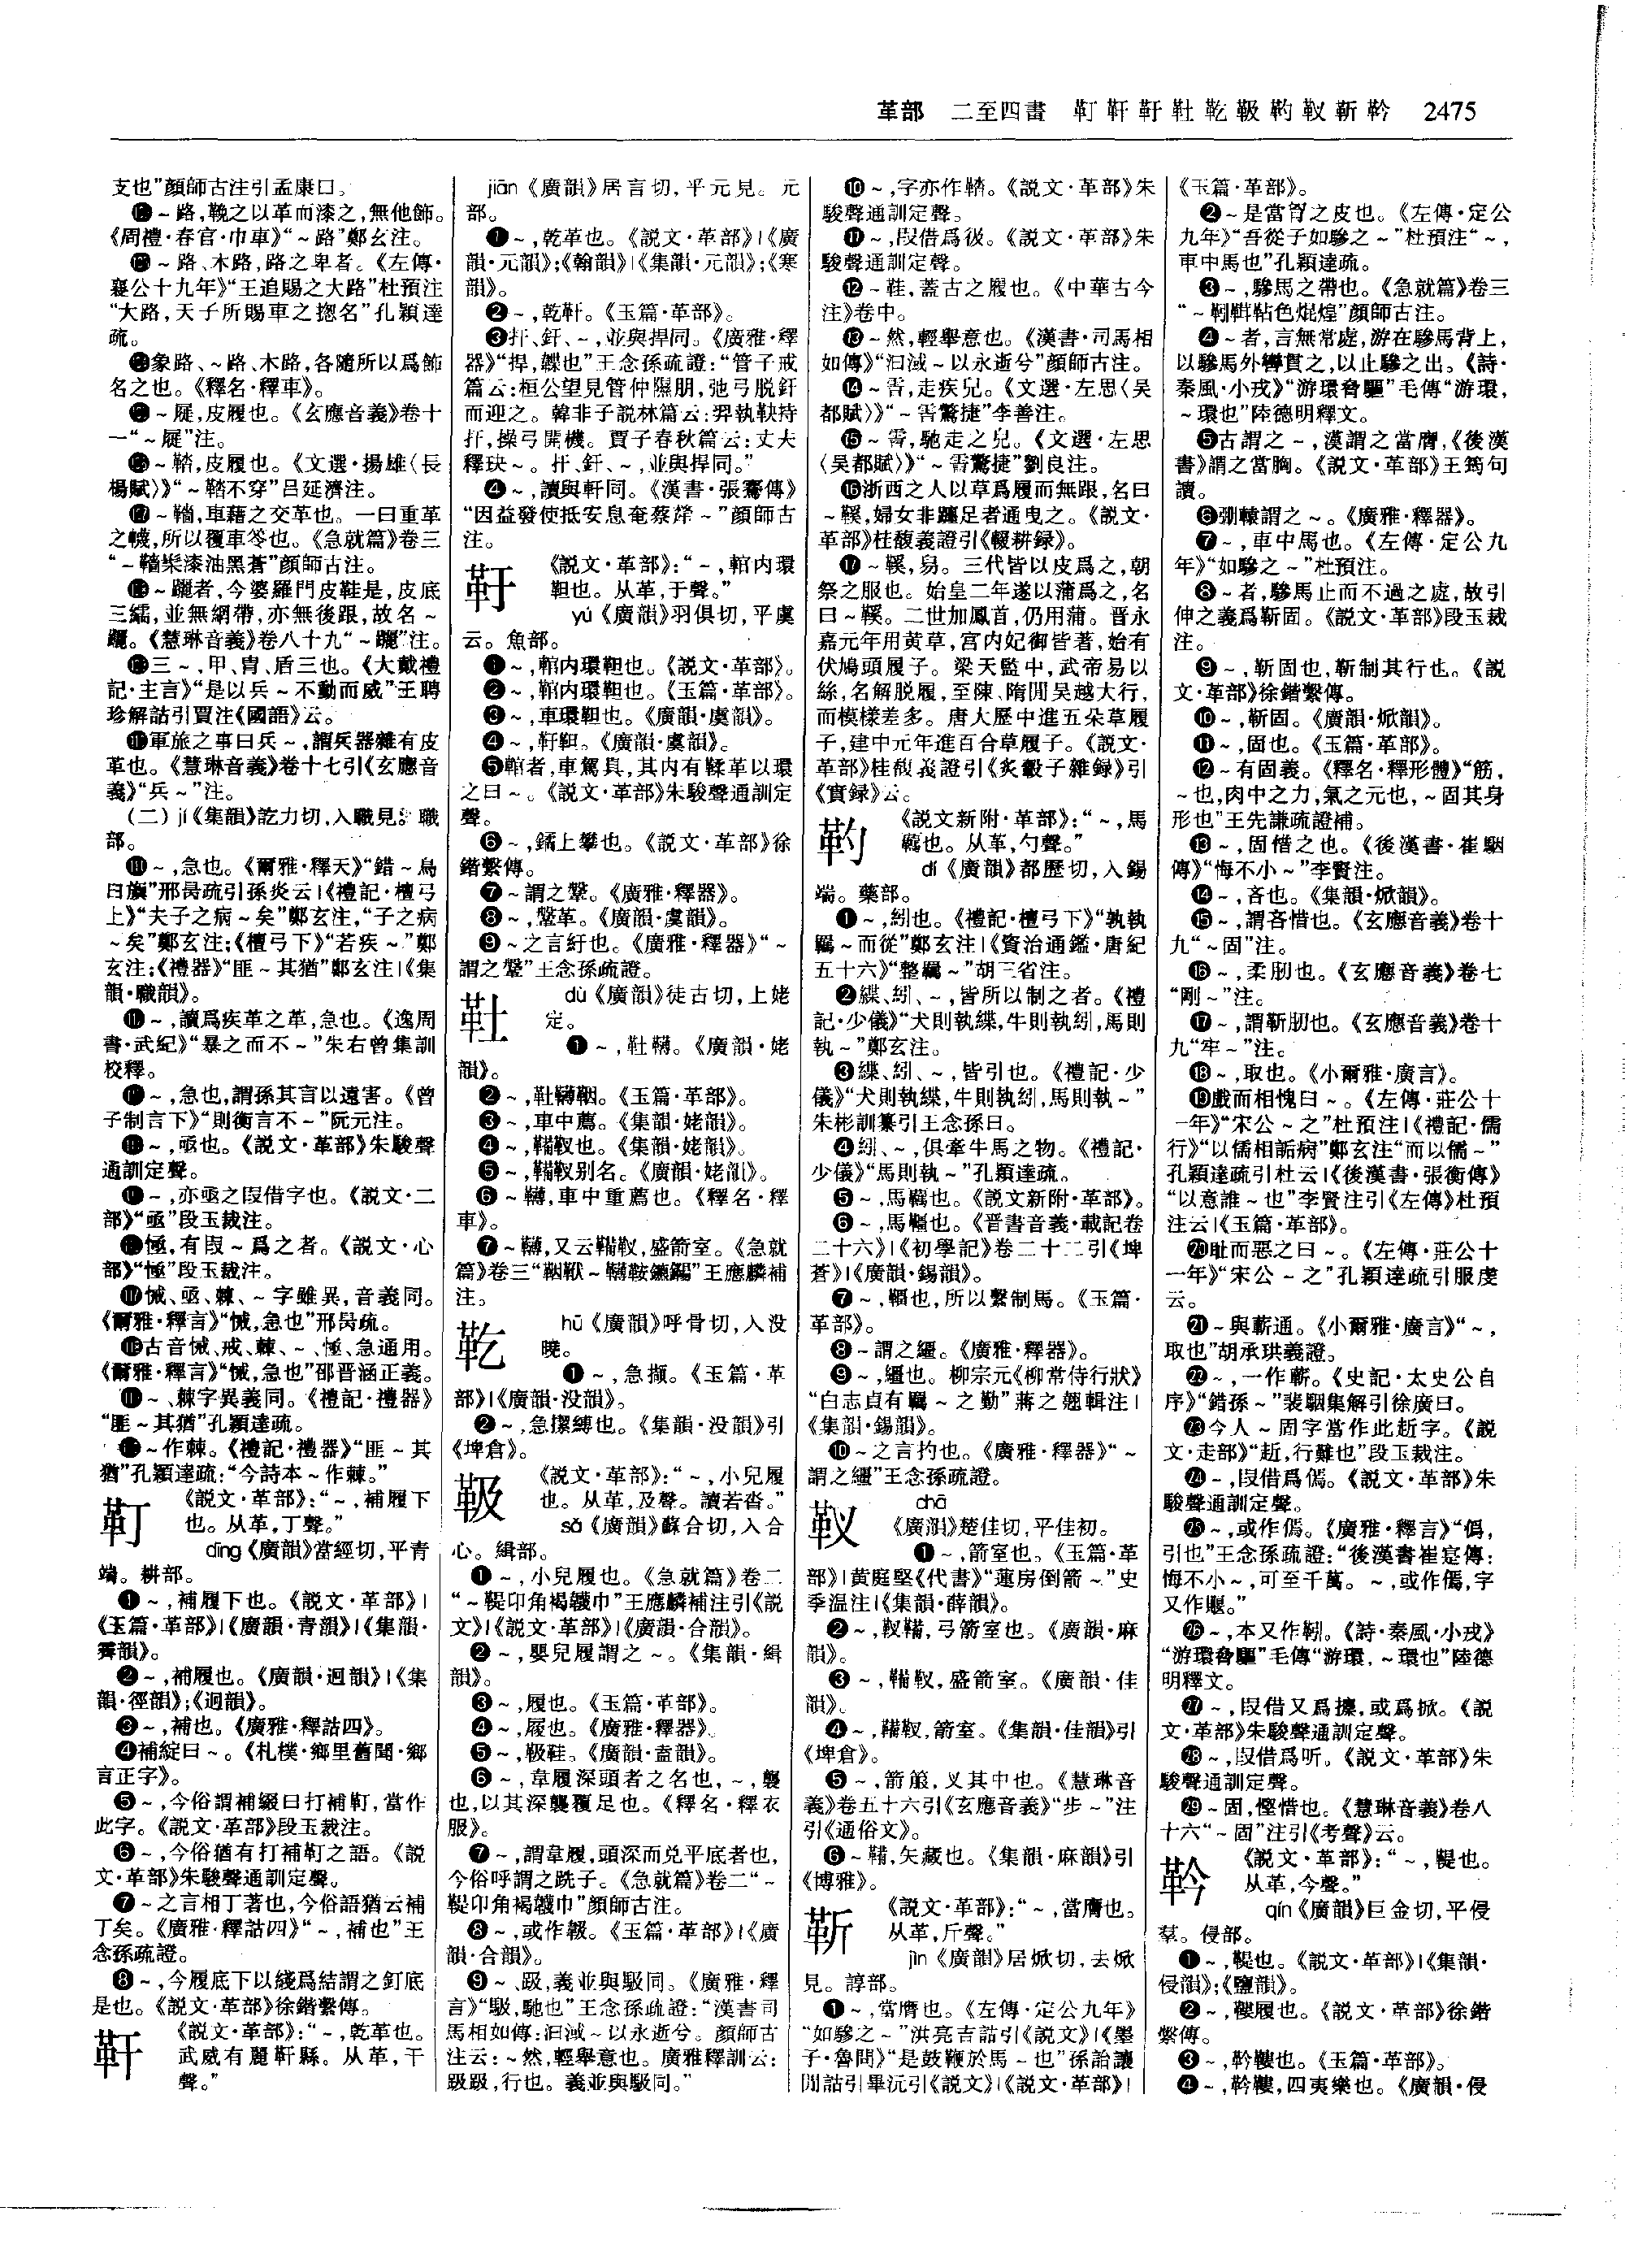 革部　二至四畫　靪靬靬靯䩐䩑靮靫靳䩂　2475
支也”顔師古注引孟康曰。
～路,鞔之以革而漆之,無他飾。
《周禮·春官·巾車》“～路”鄭玄注。
～路、木路,路之卑者。《左傳·
襄公十九年》“王追賜之大路”杜預注
“大路,天子所賜車之揔名”孔穎達
疏。
象路、～路、木路,各隨所以爲飾
名之也。《釋名·釋車》。
～屣,皮履也。《玄應音義》卷十
一“～屣”注。
～鞜,皮履也。《文選·揚雄〈長
楊賦〉》“～鞜不穿”吕延濟注。
～䩭,車藉之交革也。一曰重革
之幭,所以覆車笭也。《急就篇》卷三
顔師古注。
～屣者,今婆羅門皮鞋是,皮底
三繻,並無綱帶,亦無後跟,故名～
《慧琳音義》卷八十九
三～,甲、胄、盾三也。《大戴禮
記·主言》“是以兵～不動而威”王聘
珍解詁引賈注《國語》云。
軍旅之事曰兵～,謂兵器雜有皮
革也。《慧琳音義》卷十七引《玄應音
義》“兵～”注。
(二) jí《集韻》訖力切,入職見。職
部。
～,急也。《爾雅·釋天》“錯～鳥
曰旟”邢昺疏引孫炎云|《禮記·檀弓
上》“夫子之病～矣”鄭玄注,“子之病
～矣”鄭玄注;《檀弓下》“若疾～”鄭
玄注;《禮器》“匪～其猶”鄭玄注|《集
韻·職韻》。
～,讀爲疾革之革,急也。《逸周
書·武紀》“暴之而不～”朱右曾集訓
校釋。
～,急也,謂孫其言以遠害。《曾
子制言下》“則衡言不～”阮元注。
～,亟也。《説文·革部》朱駿聲
通訓定聲。
～,亦亟之叚借字也。《説文·二
部》“亟”段玉裁注。
㥛,有叚～爲之者。《説文·心
部》“㥛”段玉裁注。
悈、亟、棘、～字雖異,音義同。
《爾雅·釋言》“悈,急也”邢昺疏。
古音悈、戒、棘、～、㥛、急通用。
《爾雅·釋言》“悈,急也”邵晋涵正義。
～、棘字異義同。《禮記·禮器》
“匪～其猶”孔穎達疏。
～作棘。《禮記·禮器》“匪～其
猶”孔穎達疏:“今詩本～作棘。”
靪 《説文·革部》:“～,補履下
也。从革,丁聲。”
dīng《廣韻》當經切,平青
端。耕部。
❶～,補履下也。《説文·革部》|
《玉篇·革部》|《廣韻·青韻》|《集韻·
青韻》。
❷～,補履也。《廣韻·迥韻》|《集
韻·徑韻》;《迥韻》。
❸～,補也。《廣雅·釋詁四》。
❹補綻曰～。《札樸·鄉里舊聞·鄉
言正字》。
❺～,今俗謂補綴曰打補靪,當作
此字。《説文·革部》段玉裁注。
❻～,今俗猶有打補靪之語。《説
文·革部》朱駿聲通訓定聲。
❼～之言相丁著也,今俗語猶云補
丁矣。《廣雅·釋詁四》“～,補也”王
念孫疏證。
❽～,今履底下以綫爲結謂之釘底
是也。《説文·革部》徐鍇繫傳。
靬 《説文·革部》:“～,乾革也。
武威有麗靬縣。从革,干
聲。”
jiān《廣韻》居言切,平元見。元
部。
❶～,乾革也。《説文·革部》|《廣
韻·元韻》;《翰韻》|《集韻·元韻》;《寒
韻》。
❷～,乾靬。《玉篇·革部》。
❸扞、釬、～,並與捍同。《廣雅·釋
器》“捍,韘也”王念孫疏證:“管子戒
篇云:桓公望見管仲隰朋,弛弓脱釬
而迎之。韓非子説林篇云:羿執鞅持
扞,操弓關機。賈子春秋篇云:丈夫
釋玦～。扞、釬、～,並與捍同。”
❹～,讀與軒同。《漢書·張騫傳》
“因益發使抵安息奄蔡犛～”顔師古
注。
䩒 《説文·革部》:“～,輨内環
靼也。从革,于聲。”
yú《廣韻》羽俱切,平虞
云。魚部。
❶～,輨内環靼也。《説文·革部》。
❷～,輨内環靼也。《玉篇·革部》。
❸～,車環靼也。《廣韻·虞韻》。
❹～,軒靼。《廣韻·虞韻》。
❺輨者,車駕具,其内有鞣革以環
之曰～。《説文·革部》朱駿聲通訓定
聲。
❻～,鐍上攀也。《説文·革部》徐
鍇繫傳。
❼～謂之鞶。《廣雅·釋器》。
❽～,鞶革。《廣韻·虞韻》。
❾～之言紆也。《廣雅·釋器》“～
謂之鞶”王念孫疏證。
靯 dù《廣韻》徒古切,上姥
定。
❶～,靯䪙。《廣韻·姥
韻》。
❷～,靯䪙鞇。《玉篇·革部》。
❸～,車中薦。《集韻·姥韻》。
❹～,鞴靫也。《集韻·姥韻》。
❺～,鞴靫别名。《廣韻·姥韻》。
❻～䪙,車中重薦也。《釋名·釋
車》。
❼～䪙,又云鞴靫,盛箭室。《急就
篇》卷三 王應麟補
注。
䩐 hū《廣韻》呼骨切,入没
曉。
❶～,急擷。《玉篇·革
部》|《廣韻·没韻》。
❷～,急㩪縛也。《集韻·没韻》引
《埤倉》。
靸 《説文·革部》:“～,小兒履
也。从革,及聲。讀若沓。”
sǎ《廣韻》蘇合切,入合
心。緝部。
❶～,小兒履也。《急就篇》卷二
“～鞮卬角褐韤巾”王應麟補注引《説
文》|《説文·革部》|《廣韻·合韻》。
❷～,嬰兒履謂之～。《集韻·緝
韻》。
❸～,履也。《玉篇·革部》。
❹～,履也。《廣雅·釋器》。
❺～,靸鞋。《廣韻·盍韻》。
❻～,韋履深頭者之名也,～,襲
也,以其深襲覆足也。《釋名·釋衣
服》。
❼～,謂韋履,頭深而兑平底者也,
今俗呼謂之跣子。《急就篇》卷二“～
鞮卬角褐韤巾”顔師古注。
❽～,或作䩡。《玉篇·革部》|《廣
韻·合韻》。
❾～、趿,義並與馺同。《廣雅·釋
言》“馺,馳也”王念孫疏證:“漢書司
馬相如傳:汩淢～以永逝兮。顔師古
注云:～然,輕舉意也。廣雅釋訓云:
趿趿,行也。義並與馺同。”
❿～,字亦作鞳。《説文·革部》朱
駿聲通訓定聲。
⓫～,叚借爲彶。《説文·革部》朱
駿聲通訓定聲。
⓬～鞋,蓋古之履也。《中華古今
注》卷中。
⓭～然,輕舉意也。《漢書·司馬相
如傳》“汩淢～以永逝兮”顔師古注。
⓮～霅,走疾皃。《文選·左思〈吴
都賦〉》“～霅驚捷”李善注。
⓯～霅,馳走之皃。《文選·左思
〈吴都賦〉》“～霅驚捷”劉良注。
⓰浙西之人以草爲履而無跟,名曰
～鞵,婦女非纏足者通曳之。《説文·
革部》桂馥義證引《輟耕録》。
⓱～鞵,舄。三代皆以皮爲之,朝
祭之服也。始皇二年遂以蒲爲之,名
曰～鞵。二世加鳳首,仍用蒲。晋永
嘉元年用黄草,宫内妃御皆著,始有
伏鳩頭履子。梁天監中,武帝易以
絲,名解脱履,至陳、隋間吴越大行,
而模樣差多。唐大歷中進五朵草履
子,建中元年進百合草履子。《説文·
革部》桂馥義證引《炙轂子雜録》引
《實録》云。
靮 《説文新附·革部》:“～,馬
羈也。从革,勺聲。”
dí《廣韻》都歷切,入錫
端。藥部。
❶～,紖也。《禮記·檀弓下》“孰執
羈～而從”鄭玄注|《資治通鑑·唐紀
五十六》“整羈～”胡三省注。
❷緤、紖、～,皆所以制之者。《禮
記·少儀》“犬則執緤,牛則執紖,馬則
執～”鄭玄注。
❸緤、紖、～,皆引也。《禮記·少
儀》“犬則執緤,牛則執紖,馬則執～”
朱彬訓纂引王念孫曰。
❹紖、～,俱牽牛馬之物。《禮記·
少儀》“馬則執～”孔穎達疏。
❺～,馬羈也。《説文新附·革部》。
❻～,馬韁也。《晋書音義·載記卷
二十六》|《初學記》卷二十二引《埤
蒼》|《廣韻·錫韻》。
❼～,韁也,所以繫制馬。《玉篇·
革部》。
❽～謂之繮。《廣雅·釋器》。
❾～,繮也。柳宗元《柳常侍行狀》
“白志貞有羈～之勤”蔣之翹輯注|
《集韻·錫韻》。
❿～之言扚也。《廣雅·釋器》“～
謂之繮”王念孫疏證。
靫 chā
《廣韻》楚佳切,平佳初。
❶～,箭室也。《玉篇·革
部》|黄庭堅《代書》“蓮房倒箭～”史
季温注|《集韻·薛韻》。
❷～,靫鞴,弓箭室也。《廣韻·麻
韻》。
❸～,鞴靫,盛箭室。《廣韻·佳
韻》。
❹～,鞴靫,箭室。《集韻·佳韻》引
《埤倉》。
❺～,箭箙,叉其中也。《慧琳音
義》卷五十六引《玄應音義》“步～”注
引《通俗文》。
❻～鞴,矢藏也。《集韻·麻韻》引
《博雅》。
靳 《説文·革部》:“～,當膺也。
从革,斤聲。”
jìn《廣韻》居焮切,去焮
見。諄部。
❶～,當膺也。《左傳·定公九年》
“如驂之～”洪亮吉詁引《説文》|《墨
子·魯問》“是鼓鞭於馬～也”孫詒讓
閒詁引畢沅引《説文》|《説文·革部》|
《玉篇·革部》。
❷～是當胷之皮也。《左傳·定公
九年》“吾從子如驂之～”杜預注“～,
車中馬也”孔穎達疏。
❸～,驂馬之帶也。《急就篇》卷三
顔師古注。
❹～者,言無常處,游在驂馬背上,
以驂馬外轡貫之,以止驂之出。《詩·
秦風·小戎》“游環脅驅”毛傳“游環,
～環也”陸德明釋文。
❺古謂之～,漢謂之當膺,《後漢
書》謂之當胸。《説文·革部》王筠句
讀。
❻弸轅謂之～。《廣雅·釋器》。
❼～,車中馬也。《左傳·定公九
年》“如驂之～”杜預注。
❽～者,驂馬止而不過之處,故引
伸之義爲靳固。《説文·革部》段玉裁
注。
❾～,靳固也,靳制其行也。《説
文·革部》徐鍇繫傳。
❿～,靳固。《廣韻·焮韻》。
⓫～,固也。《玉篇·革部》。
⓬～有固義。《釋名·釋形體》“筋,
～也,肉中之力,氣之元也,～固其身
形也”王先謙疏證補。
⓭～,固惜之也。《後漢書·崔駰
傳》“悔不小～”李賢注。
⓮～,吝也。《集韻·焮韻》。
⓯～,謂吝惜也。《玄應音義》卷十
九“～固”注。
⓰～,柔肕也。《玄應音義》卷七
“剛～”注。
⓱～,謂靳肕也。《玄應音義》卷十
九“牢～”注。
⓲～,取也。《小爾雅·廣言》。
⓳戲而相愧曰～。《左傳·莊公十
一年》“宋公～之”杜預注|《禮記·儒
行》“以儒相詬病”鄭玄注“而以儒～”
孔穎達疏引杜云|《後漢書·張衡傳》
“以意誰～也”李賢注引《左傳》杜預
注云|《玉篇·革部》。
⓴恥而惡之曰～。《左傳·莊公十
一年》“宋公～之”孔穎達疏引服虔
云。
㉑～與蘄通。《小爾雅·廣言》“～,
取也”胡承珙義證。
㉒～,一作蘄。《史記·太史公自
序》“錯孫～”裴駰集解引徐廣曰。
㉓今人～固字當作此赾字。《説
文·走部》“赾,行難也”段玉裁注。
㉔～,叚借爲傿。《説文·革部》朱
駿聲通訓定聲。
㉕～,或作傿。《廣雅·釋言》“傿,
引也”王念孫疏證:“後漢書崔寔傳:
悔不小～,可至千萬。～,或作傿,字
又作躽。”
㉖～,本又作靷。《詩·秦風·小戎》
“游環脅驅”毛傳“游環,～環也”陸德
明釋文。
㉗～,叚借又爲攈,或爲掀。《説
文·革部》朱駿聲通訓定聲。
㉘～,叚借爲听。《説文·革部》朱
駿聲通訓定聲。
㉙～固,慳惜也。《慧琳音義》卷八
十六“～固”注引《考聲》云。
䩂 《説文·革部》:“～,鞮也。
从革,今聲。”
qín《廣韻》巨金切,平侵
羣。侵部。
❶～,鞮也。《説文·革部》|《集韻·
侵韻》;《鹽韻》。
❷～,鞻履也。《説文·革部》徐鍇
繫傳。
❸～,䩂鞻也。《玉篇·革部》。
❹～,䩂鞻,四夷樂也。《廣韻·侵